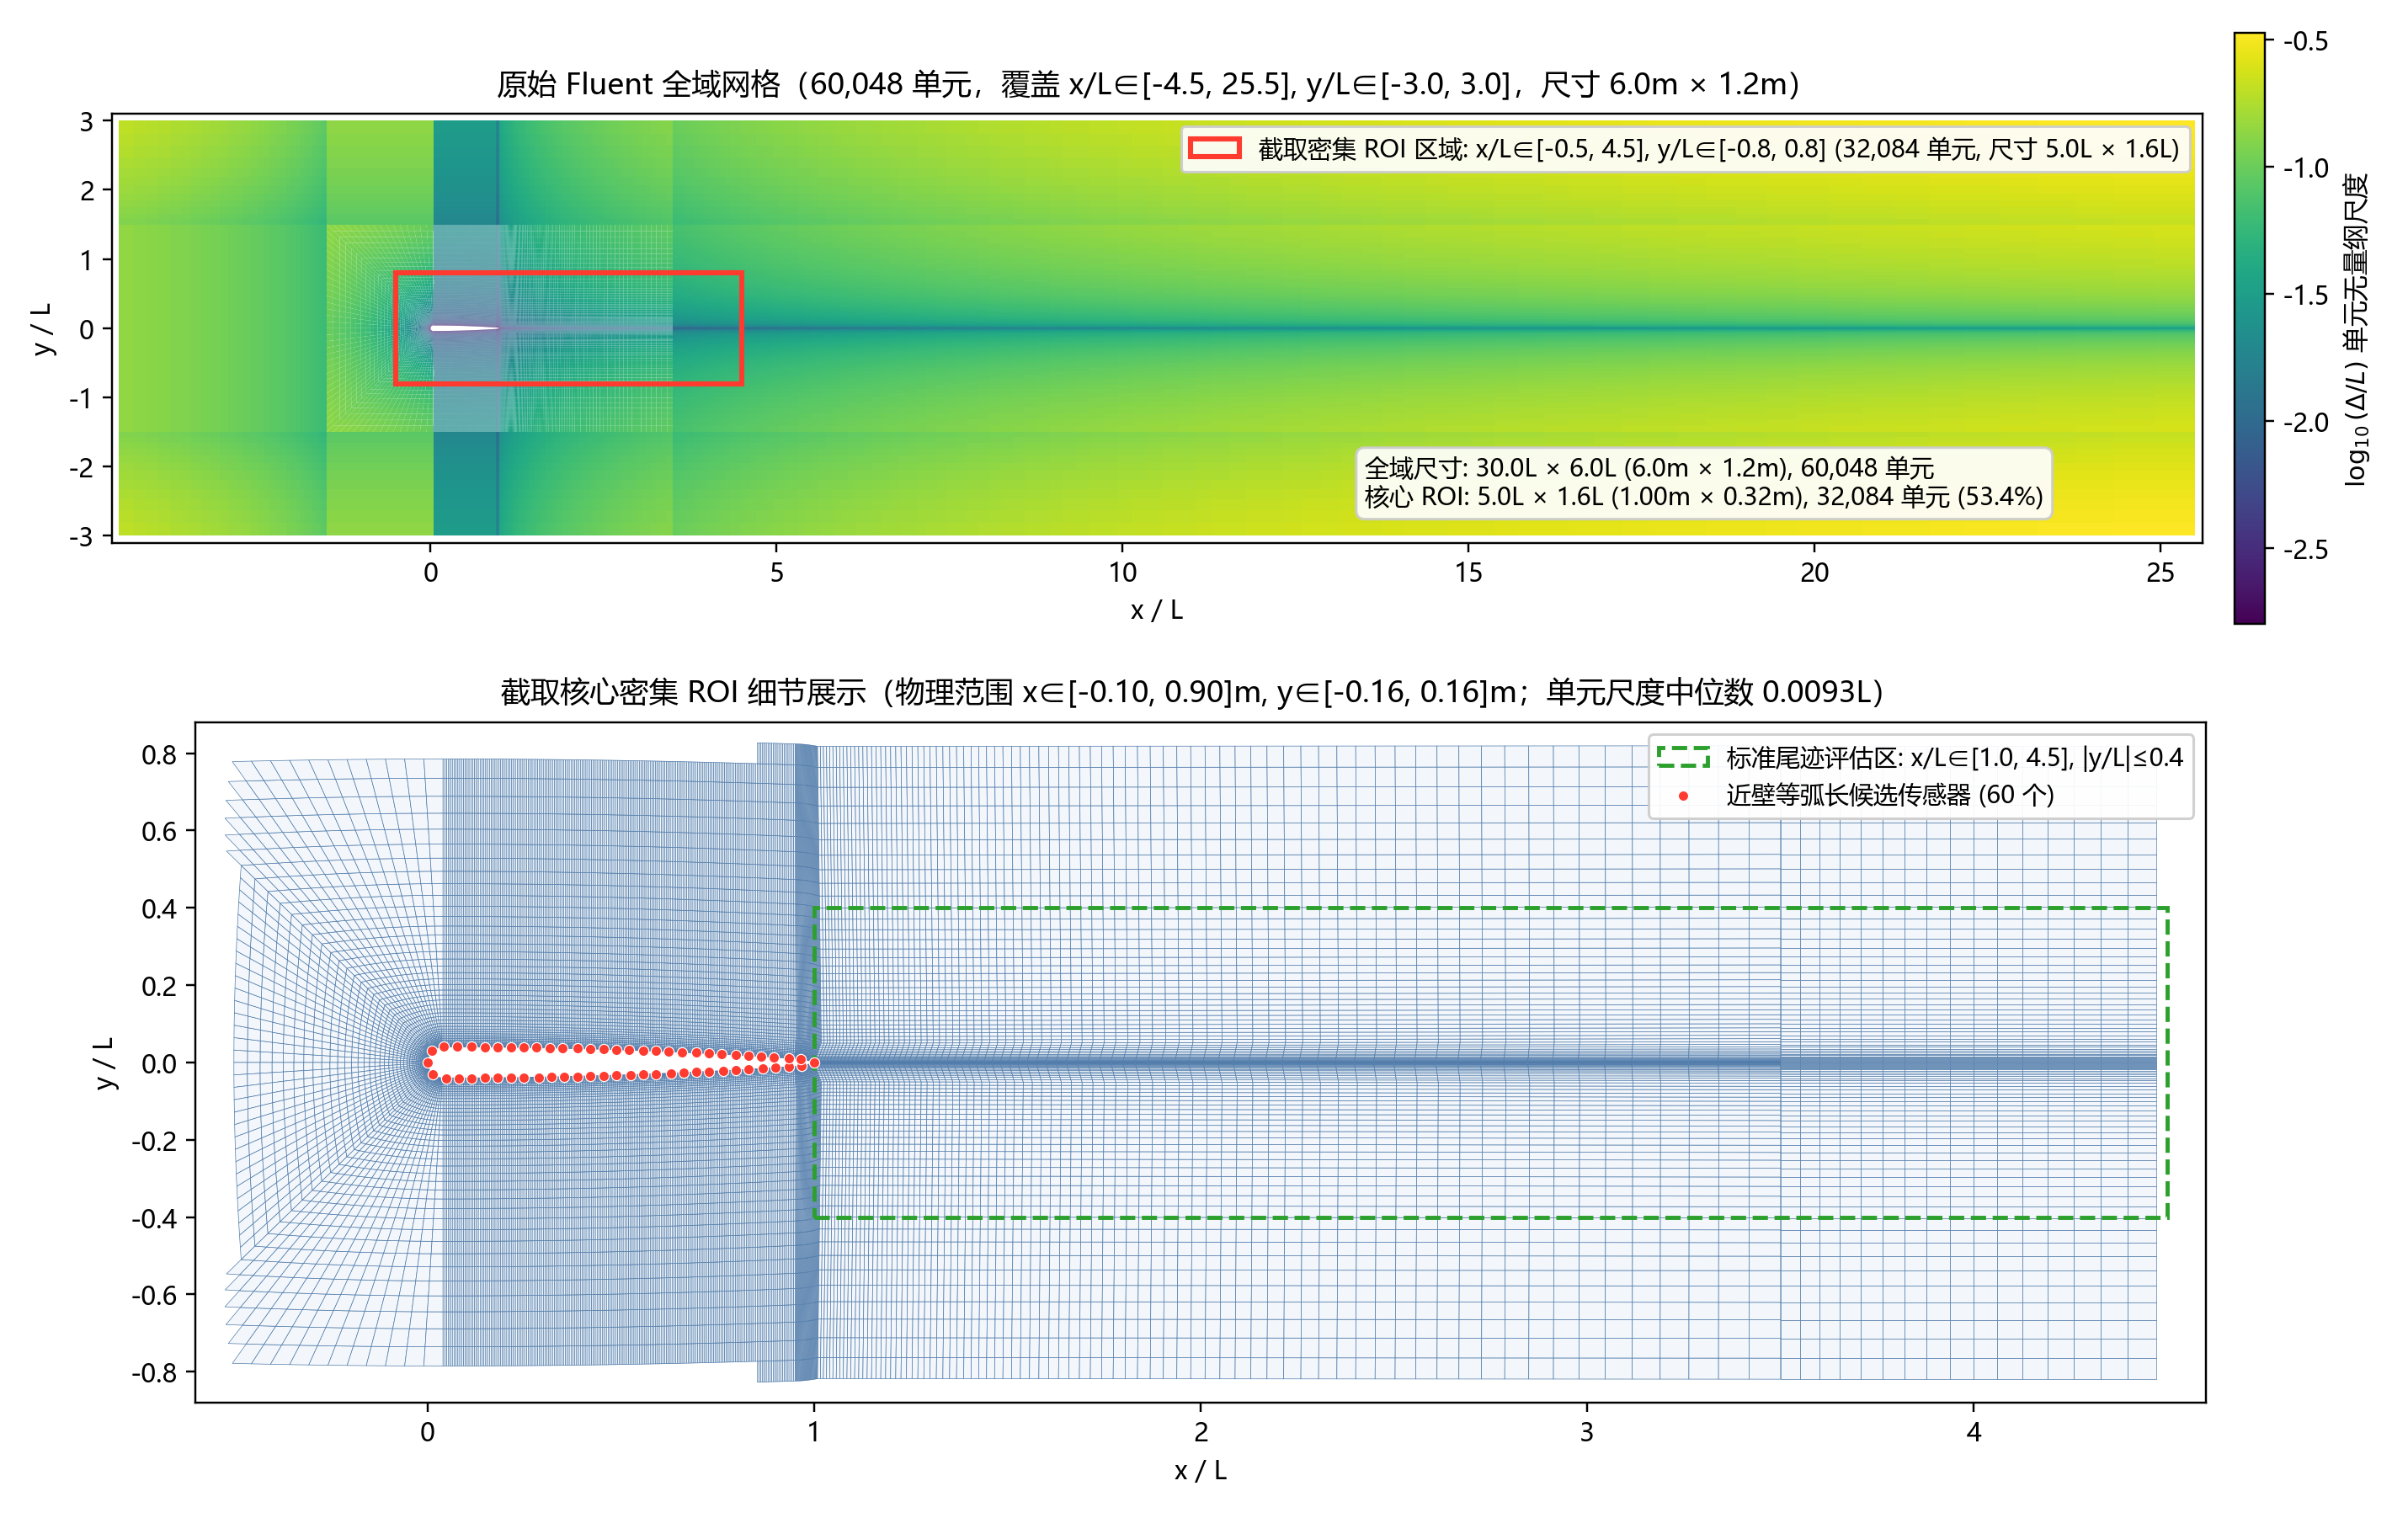 原始 Fluent 全域网格（60,048 单元，覆盖 x/L∈[-4.5, 25.5], y/L∈[-3.0, 3.0]，尺寸 6.0m × 1.2m）
截取密集 ROI 区域: x/L∈[-0.5, 4.5], y/L∈[-0.8, 0.8] (32,084 单元, 尺寸 5.0L × 1.6L)
全域尺寸: 30.0L × 6.0L (6.0m × 1.2m), 60,048 单元
核心 ROI: 5.0L × 1.6L (1.00m × 0.32m), 32,084 单元 (53.4%)
3
2
1
0
-1
-2
-3
y / L
0 5 10 15 20 25
x / L
-0.5
-1.0
-1.5
-2.0
-2.5
log₁₀ (Δ/L) 单元无量纲尺度
截取核心密集 ROI 细节展示（物理范围 x∈[-0.10, 0.90]m, y∈[-0.16, 0.16]m；单元尺度中位数 0.0093L）
标准尾迹评估区: x/L∈[1.0, 4.5], |y/L|≤0.4
近壁等弧长候选传感器 (60 个)
0.8
0.6
0.4
0.2
0.0
-0.2
-0.4
-0.6
-0.8
y / L
0 1 2 3 4
x / L